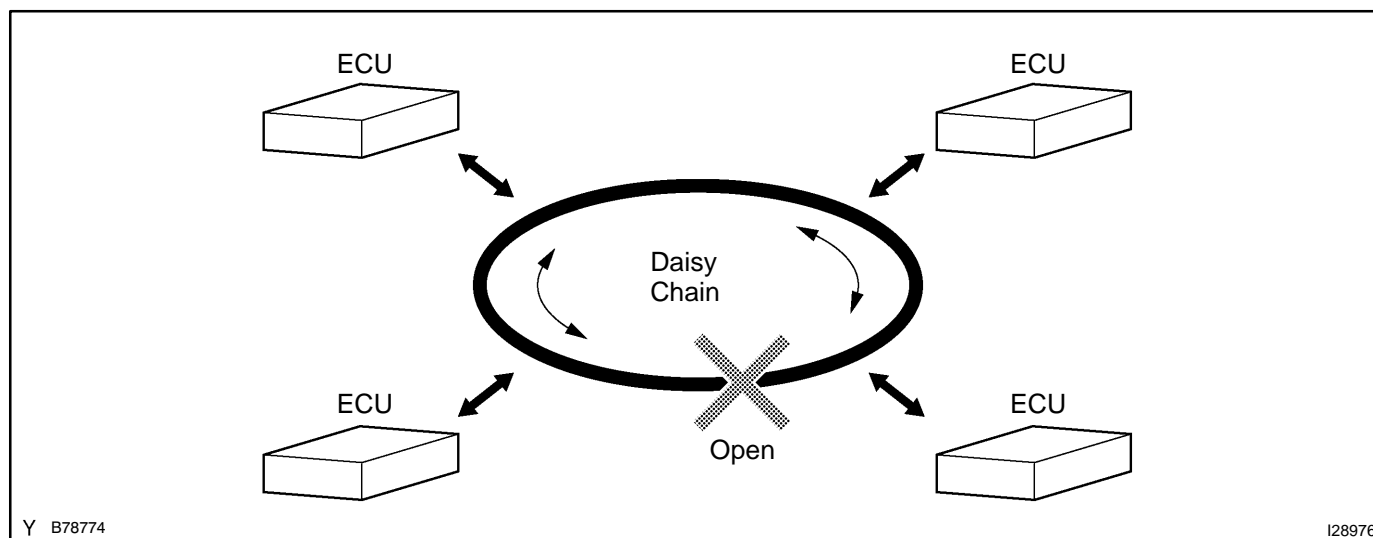 ECU
ECU
Daisy
Chain
ECU
ECU
Open
Y B78774
I28976